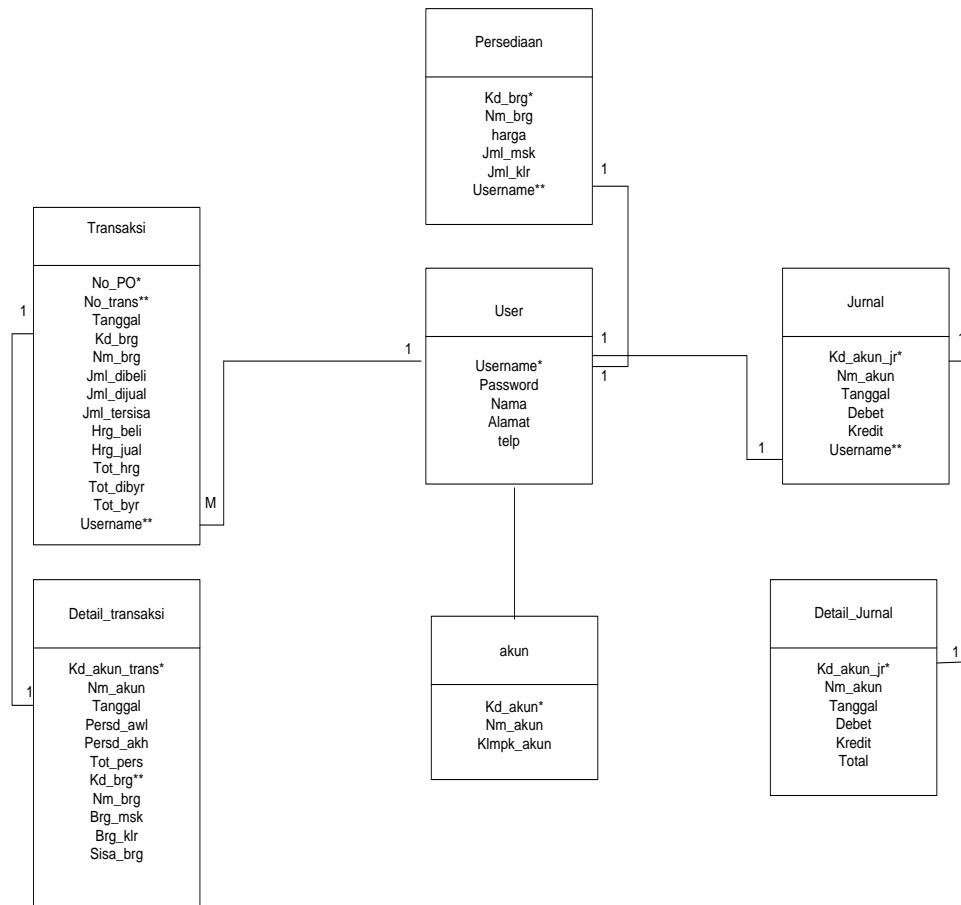 Persediaan
Kd_brg*
Nm_brg
harga
Jml_msk
Jml_klr
Username**
1
Transaksi
No_PO*
No_trans**
Tanggal
Kd_brg
Nm_brg
Jml_dibeli
Jml_dijual
Jml_tersisa
Hrg_beli
Hrg_jual
Tot_hrg
Tot_dibyr
Tot_byr
Username**
1
M
1
User
Username*
Password
Nama
Alamat
telp
1
1
1
Jurnal
Kd_akun_jr*
Nm_akun
Tanggal
Debet
Kredit
Username**
1
Detail_transaksi
Kd_akun_trans*
Nm_akun
Tanggal
Persd_awl
Persd_akh
Tot_pers
Kd_brg**
Nm_brg
Brg_msk
Brg_klr
Sisa_brg
1
akun
Kd_akun*
Nm_akun
Klmpk_akun
Detail_Jurnal
Kd_akun_jr*
Nm_akun
Tanggal
Debet
Kredit
Total
1